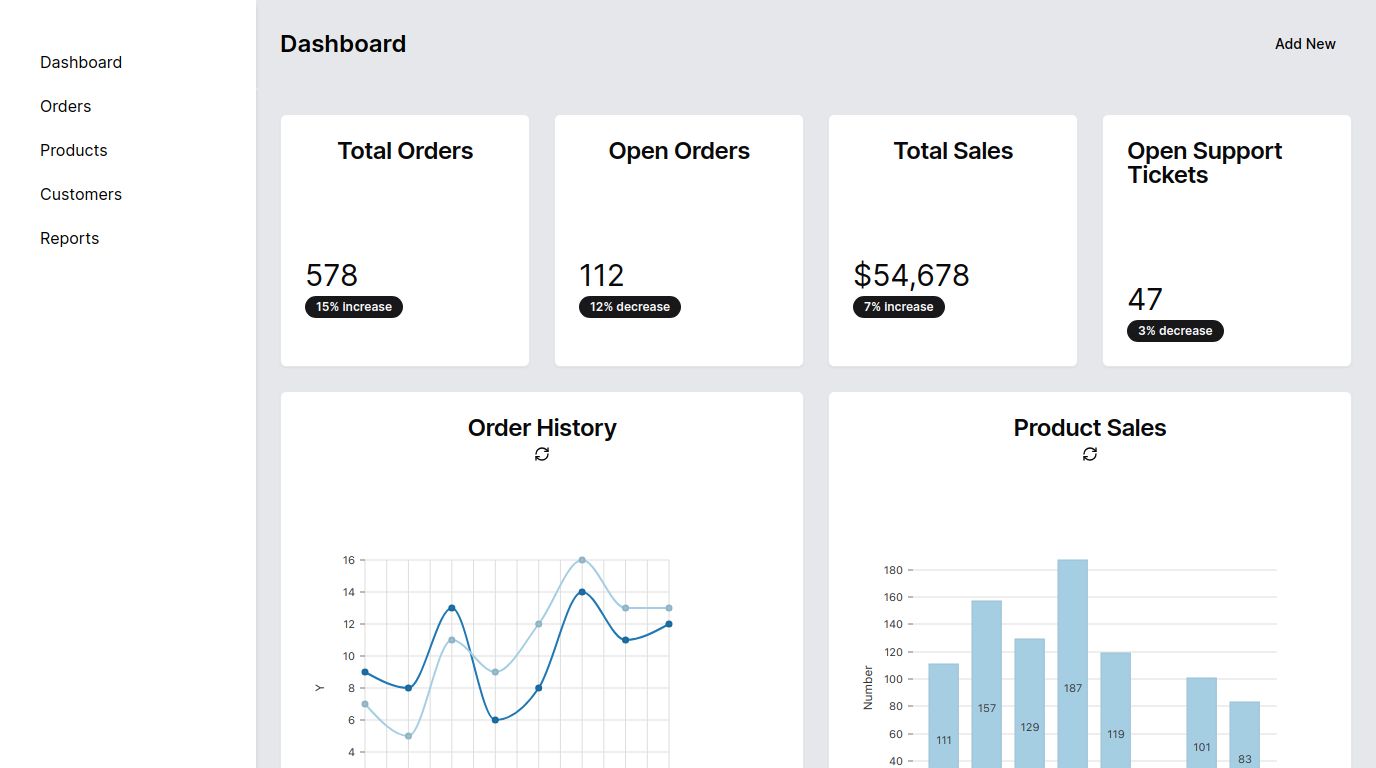 Dashboard
Orders
Products
Customers
Reports
Dashboard
Add New
Total Orders
578
15% increase
Open Orders
112
12% decrease
Total Sales
$54,678
7% increase
Open Support
Tickets
47
3% decrease
Order History
16
14
12
10
8
6
4
Y
Product Sales
180
160
140
120
100
80
60
40
Number
111
157
129
187
119
101
83